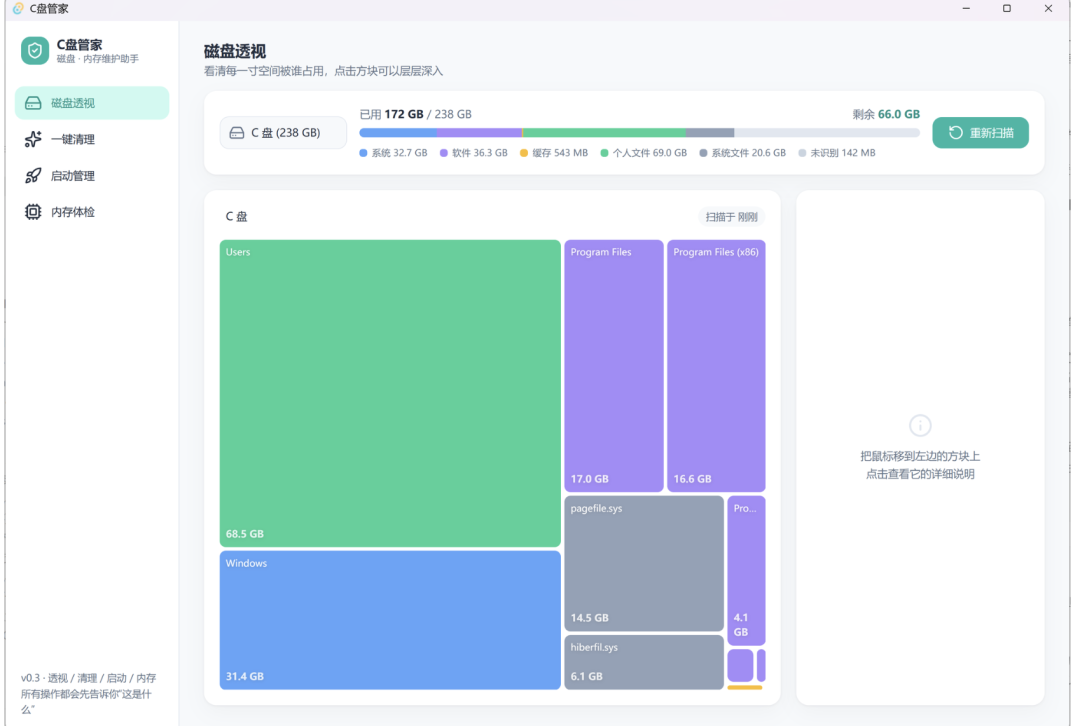 C盘管家
C盘管家
磁盘 · 内存维护助手
磁盘透视
一键清理
启动管理
内存体检
v0.3 · 透视 / 清理 / 启动 / 内存
所有操作都会先告诉你“这是什
么”
磁盘透视
看清每一寸空间被谁占用，点击方块可以层层深入
C 盘 (238 GB)
已用 172 GB / 238 GB
剩余 66.0 GB
系统 32.7 GB 软件 36.3 GB 缓存 543 MB 个人文件 69.0 GB 系统文件 20.6 GB 未识别 142 MB
重新扫描
C 盘
扫描于 刚刚
Users
68.5 GB
Windows
31.4 GB
Program Files
17.0 GB
Program Files (x86)
16.6 GB
pagefile.sys
14.5 GB
Pro...
4.1
GB
hiberfil.sys
6.1 GB
把鼠标移到左边的方块上
点击查看它的详细说明